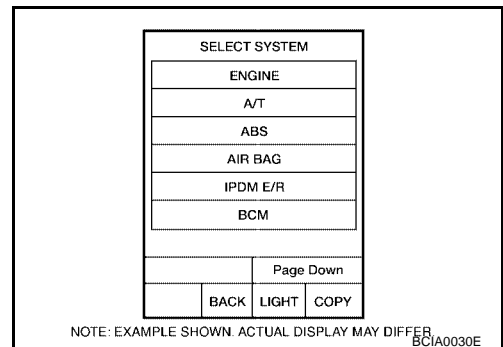 SELECT SYSTEM
ENGINE
A/T
ABS
AIR BAG
IPDM E/R
BCM
Page Down
BACK LIGHT COPY
NOTE: EXAMPLE SHOWN. ACTUAL DISPLAY MAY DIFFER.
BCIA0030E